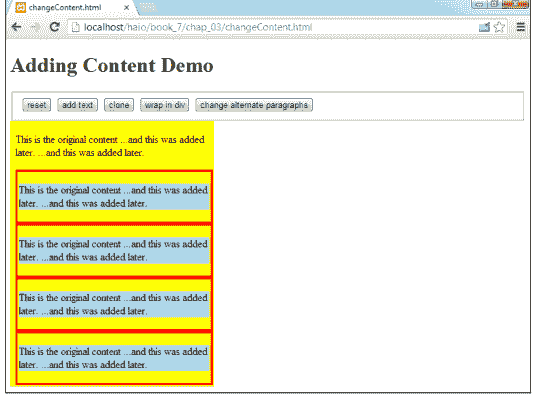 changeContent.html
localhost/haio/book_7/chap_03/changeContent.html
Adding Content Demo
reset add text clone wrap in div change alternate paragraphs
This is the original content ...and this was added
later. ...and this was added later.
This is the original content ...and this was added
later. ...and this was added later.
This is the original content ...and this was added
later. ...and this was added later.
This is the original content ...and this was added
later. ...and this was added later.
This is the original content ...and this was added
later. ...and this was added later.